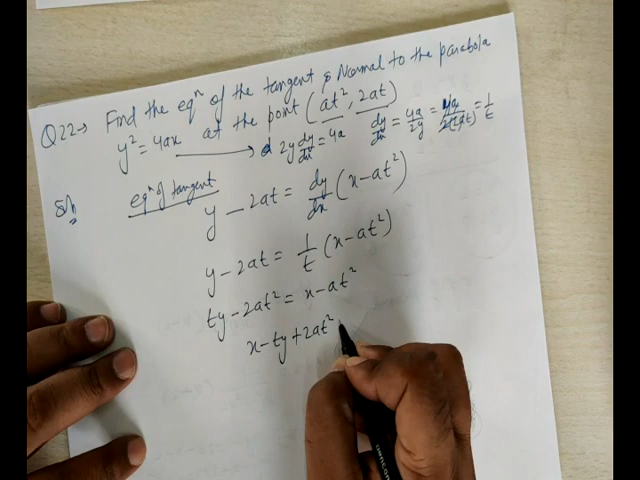 Q22→ Find the eqⁿ of the tangent & Normal to the parabola
y² = 4ax at the point (at², 2at)
2y dy/dx = 4a dy/dx = 4a/2y = 4a/2(2at) = 1/t
Sol eqⁿ of tangent
y - 2at = dy/dx (x - at²)
y - 2at = 1/t (x - at²)
ty - 2at² = x - at²
x - ty + 2at²